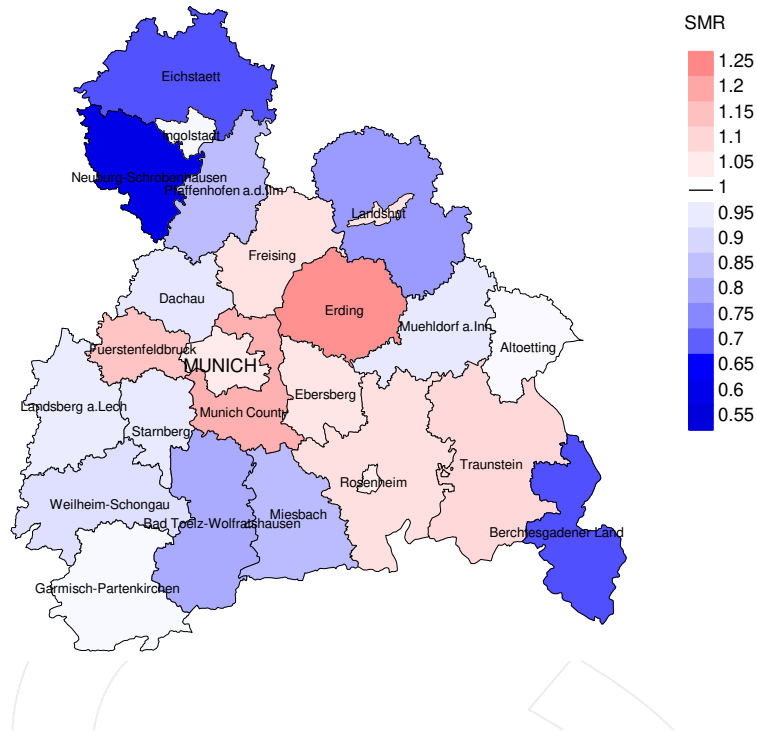 SMR
Eichstaett
Ingolstadt
Neuburg-Schrobenhausen
Pfaffenhofen a.d.Ilm
Landshut
Freising
Dachau
Erding
Muehldorf a.Inn
Altoetting
Fuerstenfeldbruck
MUNICH
Ebersberg
Landsberg a.Lech
Munich County
Starnberg
Traunstein
Rosenheim
Weilheim-Schongau
Miesbach
Bad Toelz-Wolfratshausen
Berchtesgadener Land
Garmisch-Partenkirchen
1.25
1.2
1.15
1.1
1.05
1
0.95
0.9
0.85
0.8
0.75
0.7
0.65
0.6
0.55